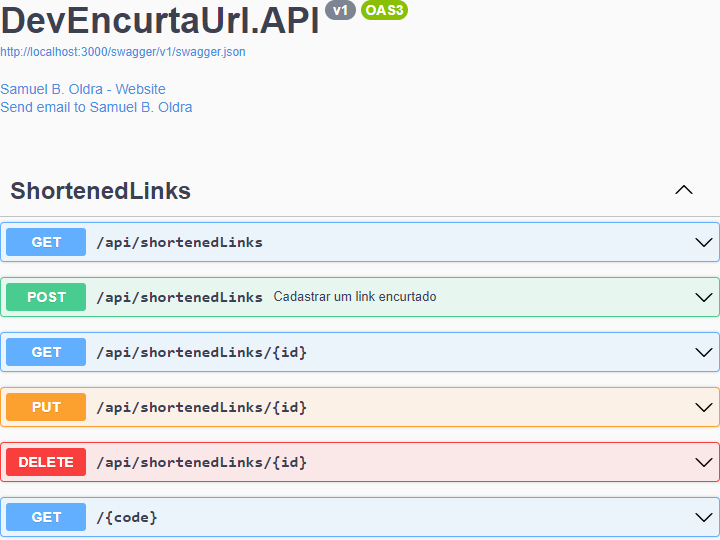 DevEncurtaUrl.API v1 OAS3
http://localhost:3000/swagger/v1/swagger.json
Samuel B. Oldra - Website
Send email to Samuel B. Oldra
ShortenedLinks
GET /api/shortenedLinks
POST /api/shortenedLinks Cadastrar um link encurtado
GET /api/shortenedLinks/{id}
PUT /api/shortenedLinks/{id}
DELETE /api/shortenedLinks/{id}
GET /{code}